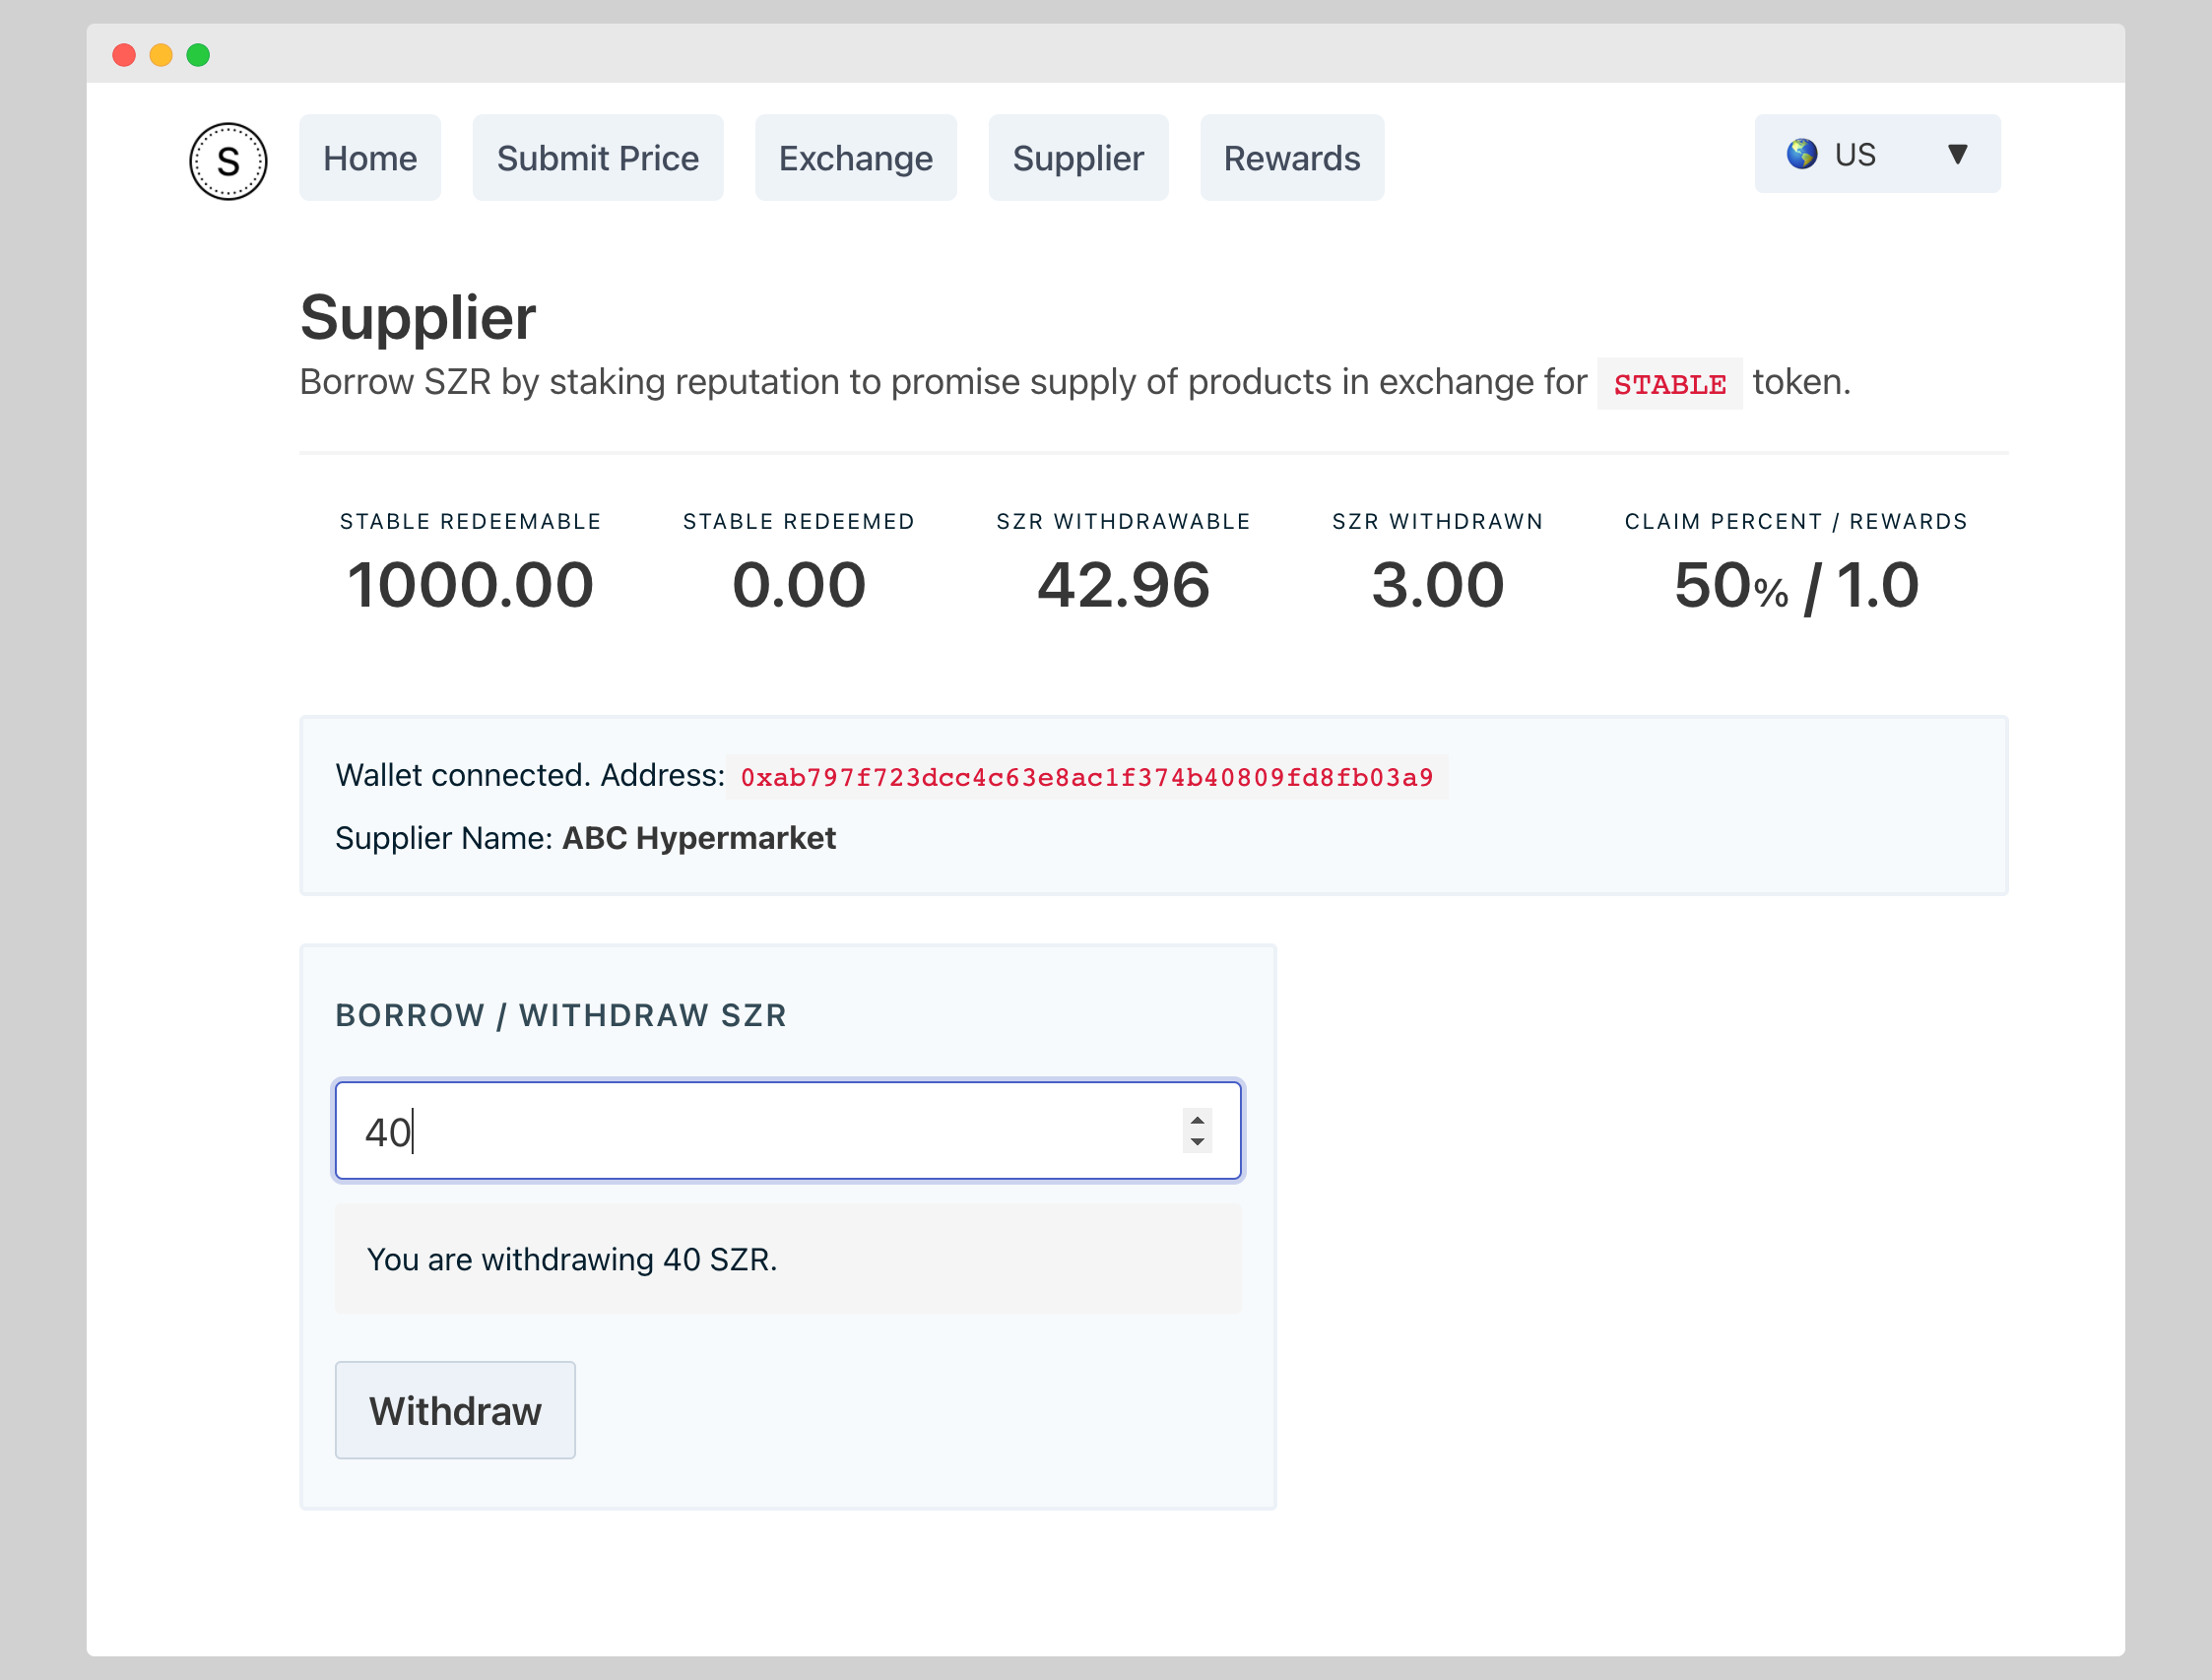 S
Home
Submit Price
Exchange
Supplier
Rewards
US
Supplier
Borrow SZR by staking reputation to promise supply of products in exchange for STABLE token.
STABLE REDEEMABLE
1000.00
STABLE REDEEMED
0.00
SZR WITHDRAWABLE
42.96
SZR WITHDRAWN
3.00
CLAIM PERCENT / REWARDS
50% / 1.0
Wallet connected. Address: 0xab797f723dcc4c63e8ac1f374b40809fd8fb03a9
Supplier Name: ABC Hypermarket
BORROW / WITHDRAW SZR
40
You are withdrawing 40 SZR.
Withdraw